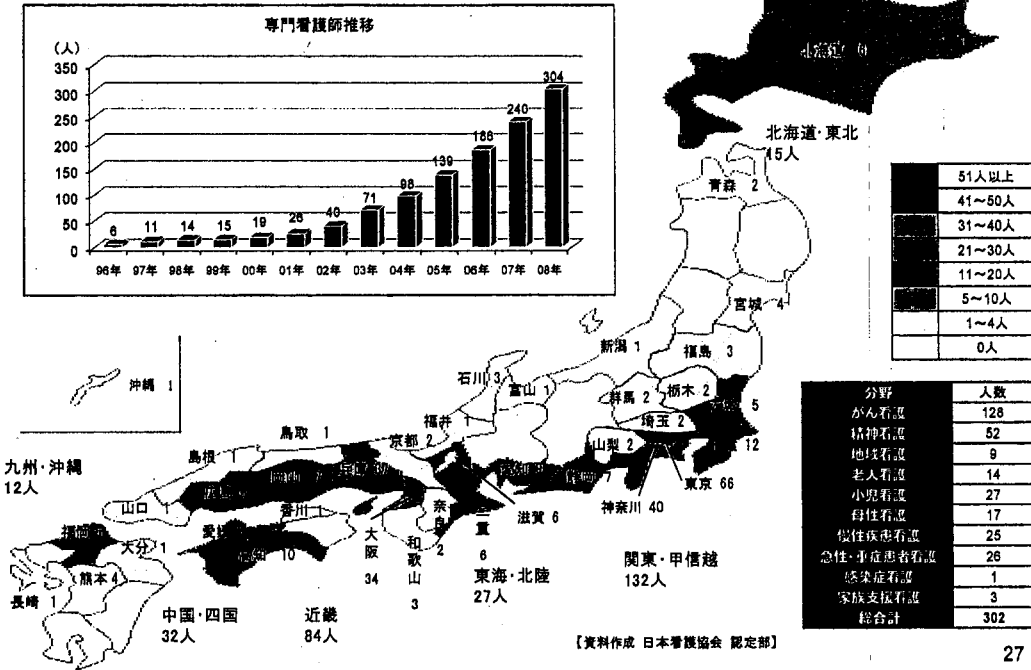 専門看護師推移
(人)
350
300
250
200
150
100
50
0
6 11 14 15 19 26 40 71 98 139 186 240 304
96年 97年 98年 99年 00年 01年 02年 03年 04年 05年 06年 07年 08年
北海道
北海道・東北
15人
青森 2
宮城 4
福島 3
新潟 1
51人以上
41～50人
31～40人
21～30人
11～20人
5～10人
1～4人
0人
沖縄 1
石川 3
富山 1
群馬 2
栃木 2
5
福井 1
埼玉 2
山梨 2
12
東京 66
神奈川 40
7
鳥取 1
京都 2
島根 1
滋賀 6
三重
6
奈良
2
和歌山
3
大阪
34
山口 1
香川 1
高知 10
福岡
大分 1
熊本 4
長崎 1
九州・沖縄
12人
中国・四国
32人
近畿
84人
東海・北陸
27人
関東・甲信越
132人
分野 人数
がん看護 128
精神看護 52
地域看護 9
老人看護 14
小児看護 27
母性看護 17
慢性疾患看護 25
急性・重症患者看護 26
感染症看護 1
家族支援看護 3
総合計 302
【資料作成 日本看護協会 認定部】
27